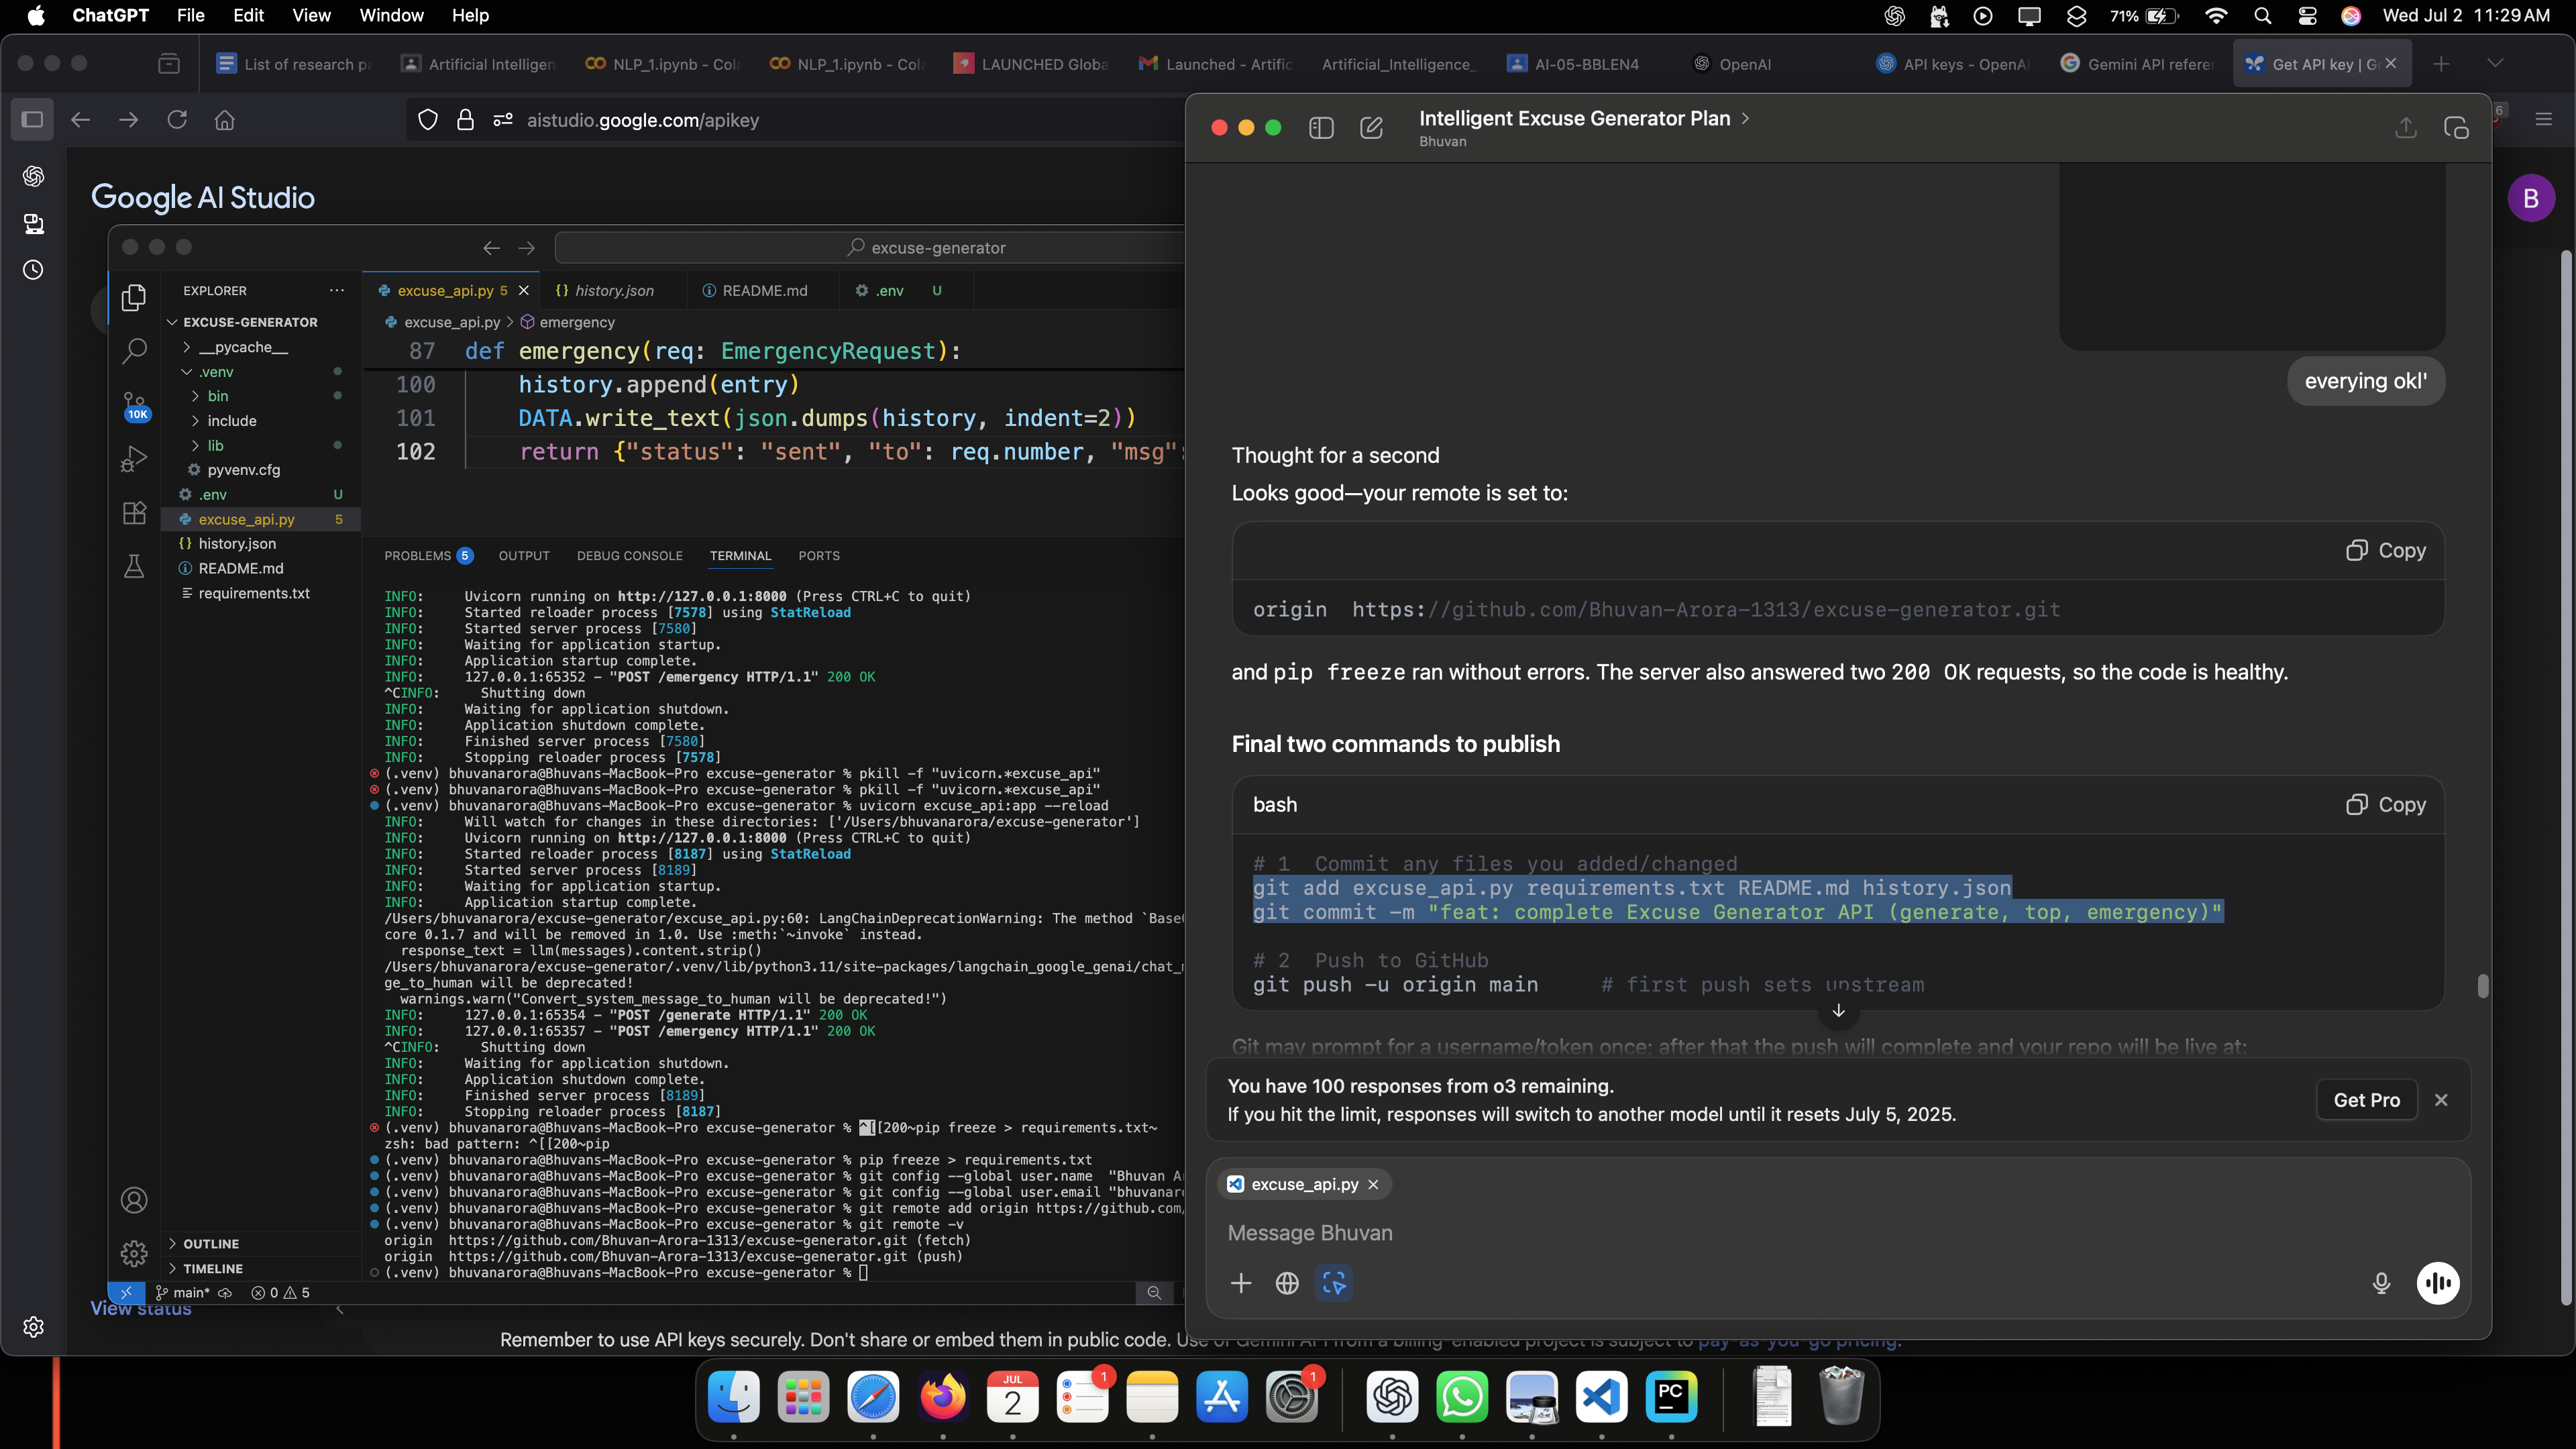 ChatGPT File Edit View Window Help 71% Wed Jul 2 11:29 AM
List of research pa Artificial Intelligen NLP_1.ipynb - Cola NLP_1.ipynb - Cola LAUNCHED Globa Launched - Artific Artificial_Intelligence_ AI-05-BBLEN4 OpenAI API keys - OpenAI Gemini API referen Get API key | G
aistudio.google.com/apikey
6
Google AI Studio
B
excuse-generator
EXPLORER
EXCUSE-GENERATOR
__pycache__
.venv
bin
include
lib
pyvenv.cfg
.env U
excuse_api.py 5
history.json
README.md
requirements.txt
OUTLINE
TIMELINE
10K
excuse_api.py 5 {} history.json README.md .env U
excuse_api.py > emergency
87 def emergency(req: EmergencyRequest):
100 history.append(entry)
101 DATA.write_text(json.dumps(history, indent=2))
102 return {"status": "sent", "to": req.number, "msg":
PROBLEMS 5 OUTPUT DEBUG CONSOLE TERMINAL PORTS
INFO: Uvicorn running on http://127.0.0.1:8000 (Press CTRL+C to quit)
INFO: Started reloader process [7578] using StatReload
INFO: Started server process [7580]
INFO: Waiting for application startup.
INFO: Application startup complete.
INFO: 127.0.0.1:65352 - "POST /emergency HTTP/1.1" 200 OK
^CINFO: Shutting down
INFO: Waiting for application shutdown.
INFO: Application shutdown complete.
INFO: Finished server process [7580]
INFO: Stopping reloader process [7578]
(.venv) bhuvanarora@Bhuvans-MacBook-Pro excuse-generator % pkill -f "uvicorn.*excuse_api"
(.venv) bhuvanarora@Bhuvans-MacBook-Pro excuse-generator % pkill -f "uvicorn.*excuse_api"
(.venv) bhuvanarora@Bhuvans-MacBook-Pro excuse-generator % uvicorn excuse_api:app --reload
INFO: Will watch for changes in these directories: ['/Users/bhuvanarora/excuse-generator']
INFO: Uvicorn running on http://127.0.0.1:8000 (Press CTRL+C to quit)
INFO: Started reloader process [8187] using StatReload
INFO: Started server process [8189]
INFO: Waiting for application startup.
INFO: Application startup complete.
/Users/bhuvanarora/excuse-generator/excuse_api.py:60: LangChainDeprecationWarning: The method `Base
core 0.1.7 and will be removed in 1.0. Use :meth:`~invoke` instead.
response_text = llm(messages).content.strip()
/Users/bhuvanarora/excuse-generator/.venv/lib/python3.11/site-packages/langchain_google_genai/chat_
ge_to_human will be deprecated!
warnings.warn("Convert_system_message_to_human will be deprecated!")
INFO: 127.0.0.1:65354 - "POST /generate HTTP/1.1" 200 OK
INFO: 127.0.0.1:65357 - "POST /emergency HTTP/1.1" 200 OK
^CINFO: Shutting down
INFO: Waiting for application shutdown.
INFO: Application shutdown complete.
INFO: Finished server process [8189]
INFO: Stopping reloader process [8187]
(.venv) bhuvanarora@Bhuvans-MacBook-Pro excuse-generator % ^[[200~pip freeze > requirements.txt~
zsh: bad pattern: ^[[200~pip
(.venv) bhuvanarora@Bhuvans-MacBook-Pro excuse-generator % pip freeze > requirements.txt
(.venv) bhuvanarora@Bhuvans-MacBook-Pro excuse-generator % git config --global user.name "Bhuvan A
(.venv) bhuvanarora@Bhuvans-MacBook-Pro excuse-generator % git config --global user.email "bhuvanaro
(.venv) bhuvanarora@Bhuvans-MacBook-Pro excuse-generator % git remote add origin https://github.com/
(.venv) bhuvanarora@Bhuvans-MacBook-Pro excuse-generator % git remote -v
origin https://github.com/Bhuvan-Arora-1313/excuse-generator.git (fetch)
origin https://github.com/Bhuvan-Arora-1313/excuse-generator.git (push)
(.venv) bhuvanarora@Bhuvans-MacBook-Pro excuse-generator %
main* 0 5
View status
Remember to use API keys securely. Don't share or embed them in public code. Use of Gemini API from a billing-enabled project is subject to pay-as-you-go pricing.
Intelligent Excuse Generator Plan
Bhuvan
everying okl'
Thought for a second
Looks good—your remote is set to:
Copy
origin https://github.com/Bhuvan-Arora-1313/excuse-generator.git
and pip freeze ran without errors. The server also answered two 200 OK requests, so the code is healthy.
Final two commands to publish
bash Copy
# 1 Commit any files you added/changed
git add excuse_api.py requirements.txt README.md history.json
git commit -m "feat: complete Excuse Generator API (generate, top, emergency)"
# 2 Push to GitHub
git push -u origin main # first push sets upstream
Git may prompt for a username/token once; after that the push will complete and your repo will be live at:
You have 100 responses from o3 remaining.
If you hit the limit, responses will switch to another model until it resets July 5, 2025.
Get Pro
excuse_api.py
Message Bhuvan
JUL
2
1
1
PC